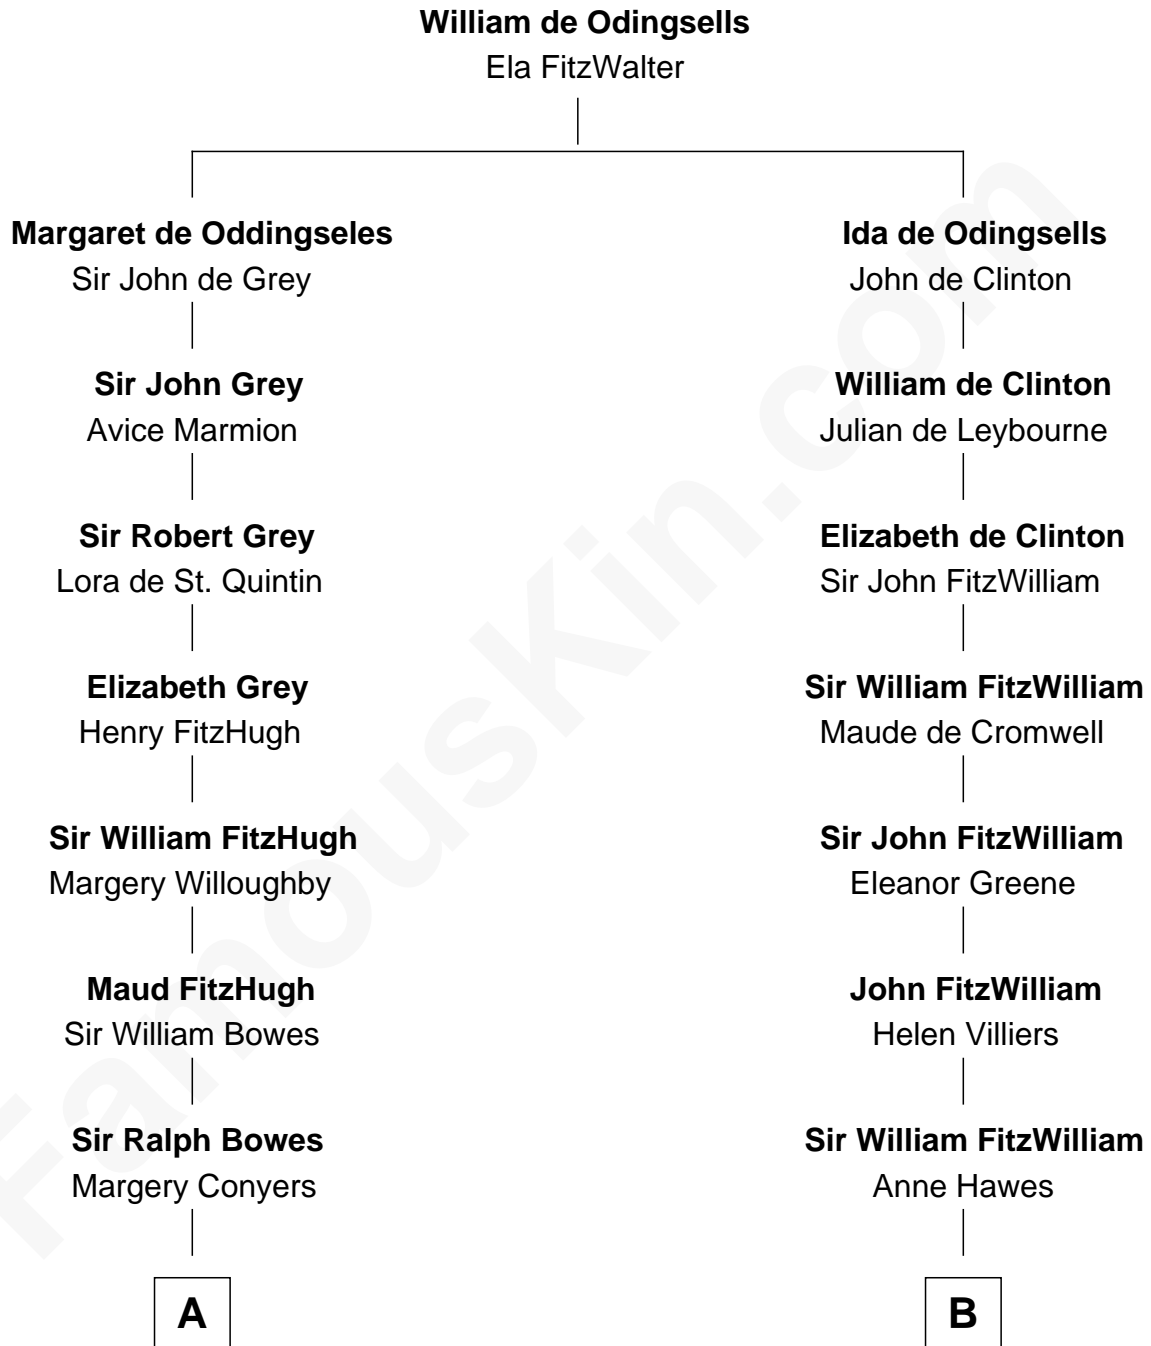 William de Odingsells
Ela FitzWalter
Margaret de Oddingseles
Sir John de Grey
Ida de Odingsells
John de Clinton
Sir John Grey
Avice Marmion
William de Clinton
Julian de Leybourne
Sir Robert Grey
Lora de St. Quintin
Elizabeth de Clinton
Sir John FitzWilliam
Elizabeth Grey
Henry FitzHugh
Sir William FitzWilliam
Maude de Cromwell
Sir William FitzHugh
Margery Willoughby
Sir John FitzWilliam
Eleanor Greene
Maud FitzHugh
Sir William Bowes
John FitzWilliam
Helen Villiers
Sir Ralph Bowes
Margery Conyers
Sir William FitzWilliam
Anne Hawes
A
B
FamousKin.com